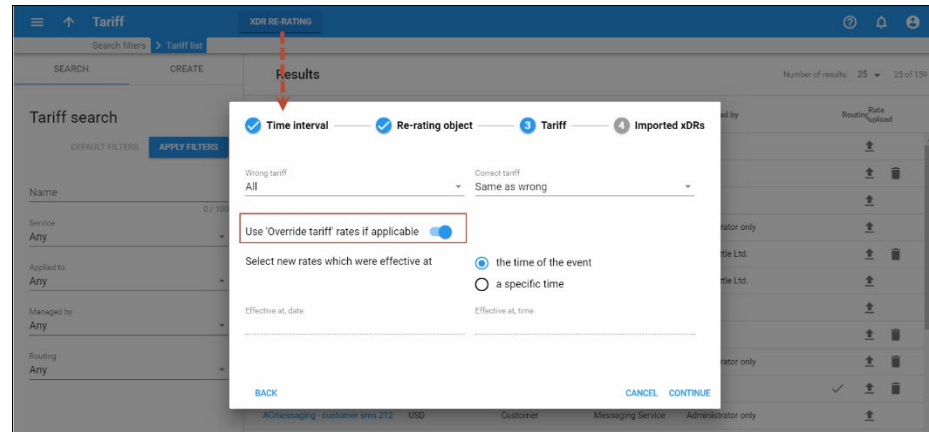 Tariff
XDR RE-RATING
Search filters
Tariff list
SEARCH
CREATE
Results
Number of results: 25
25 of 159
Tariff search
DEFAULT FILTERS
APPLY FILTERS
Name
0 / 100
Service
Any
Applied to
Any
Managed by
Any
Routing
Any
ed by
Routing
Rate
upload
rator only
ttle Ltd.
ttle Ltd.
rator only
Time interval
Re-rating object
3 Tariff
4 Imported xDRs
Wrong tariff
All
Correct tariff
Same as wrong
Use 'Override tariff' rates if applicable
Select new rates which were effective at
the time of the event
a specific time
Effective at, date
Effective at, time
BACK
CANCEL
CONTINUE
ACmessaging - customer sms 212 USD Customer Messaging Service Administrator only